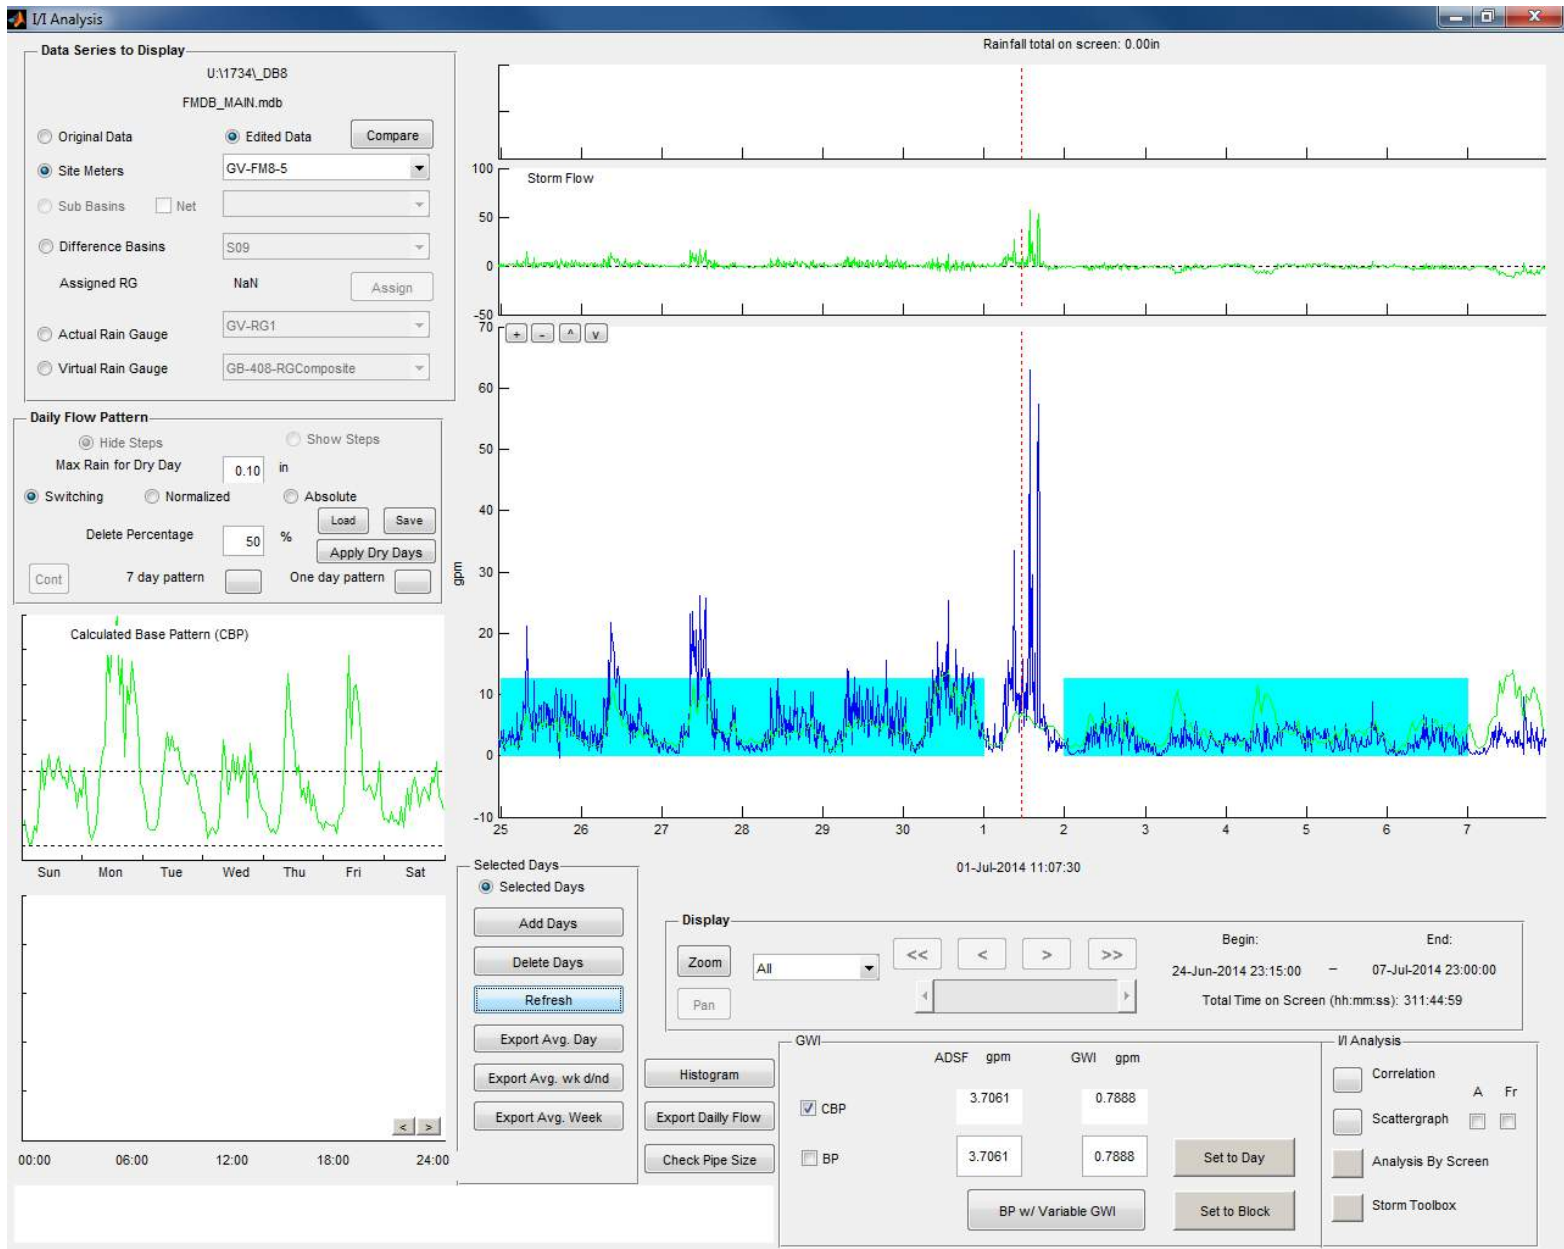 I/I Analysis
Data Series to Display
U:\1734\_DB8
FMDB_MAIN.mdb
Original Data
Edited Data
Compare
Site Meters
GV-FM8-5
Sub Basins
Net
Difference Basins
S09
Assigned RG
NaN
Assign
Actual Rain Gauge
GV-RG1
Virtual Rain Gauge
GB-408-RGComposite
Daily Flow Pattern
Hide Steps
Show Steps
Max Rain for Dry Day
0.10
in
Switching
Normalized
Absolute
Load
Save
Delete Percentage
50
%
Apply Dry Days
Cont
7 day pattern
One day pattern
Calculated Base Pattern (CBP)
Sun Mon Tue Wed Thu Fri Sat
< >
00:00 06:00 12:00 18:00 24:00
Rainfall total on screen: 0.00in
100
Storm Flow
50
0
-50
70
+ - ^ v
60
50
40
gpm
30
20
10
0
-10
25 26 27 28 29 30 1 2 3 4 5 6 7
01-Jul-2014 11:07:30
Selected Days
Selected Days
Add Days
Delete Days
Refresh
Export Avg. Day
Export Avg. wk d/nd
Export Avg. Week
Display
Zoom
All
<< < > >>
Pan
Begin:
End:
24-Jun-2014 23:15:00 – 07-Jul-2014 23:00:00
Total Time on Screen (hh:mm:ss): 311:44:59
Histogram
Export Dailly Flow
Check Pipe Size
GWI
ADSF gpm
GWI gpm
CBP
3.7061
0.7888
BP
3.7061
0.7888
Set to Day
BP w/ Variable GWI
Set to Block
I/I Analysis
Correlation
A Fr
Scattergraph
Analysis By Screen
Storm Toolbox